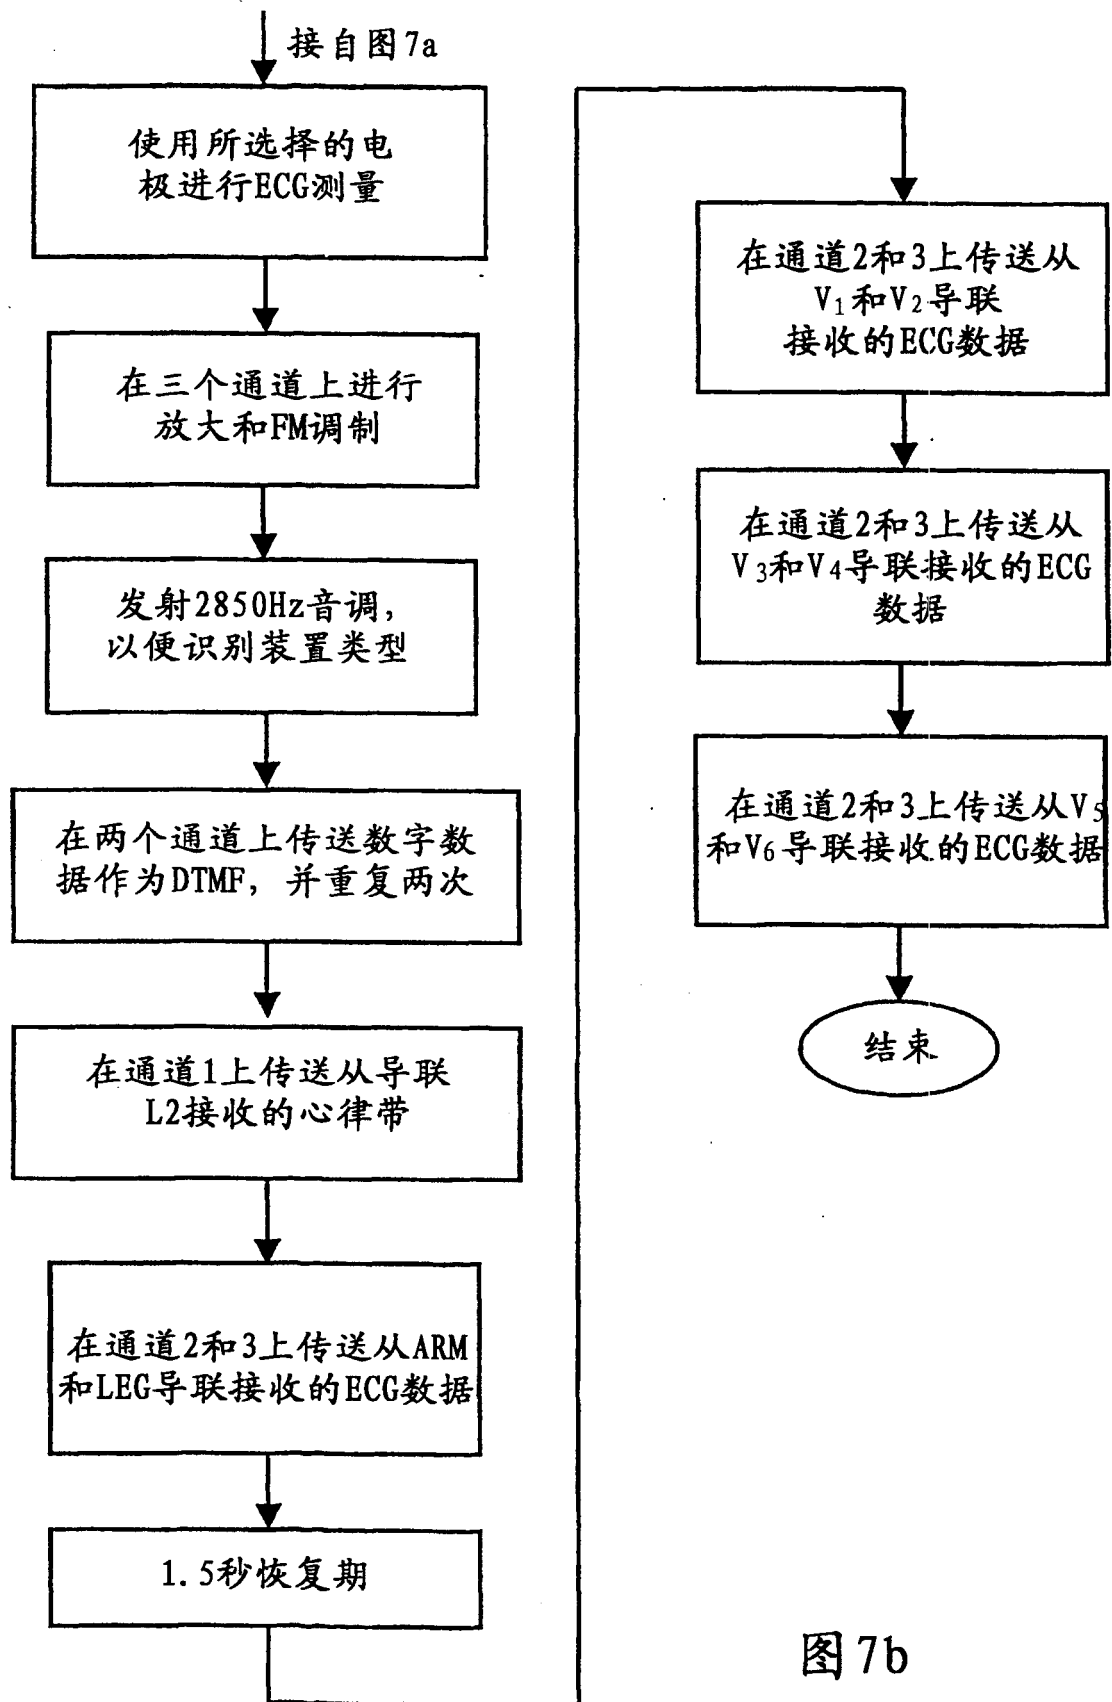 接自图7a
使用所选择的电
极进行ECG测量
在三个通道上进行
放大和FM调制
发射2850Hz音调，
以便识别装置类型
在两个通道上传送数字数
据作为DTMF，并重复两次
在通道1上传送从导联
L2接收的心律带
在通道2和3上传送从ARM
和LEG导联接收的ECG数据
1.5秒恢复期
在通道2和3上传送从
V₁和V₂导联
接收的ECG数据
在通道2和3上传送从
V₃和V₄导联接收的ECG
数据
在通道2和3上传送从V₅
和V₆导联接收的ECG数据
结束
图7b